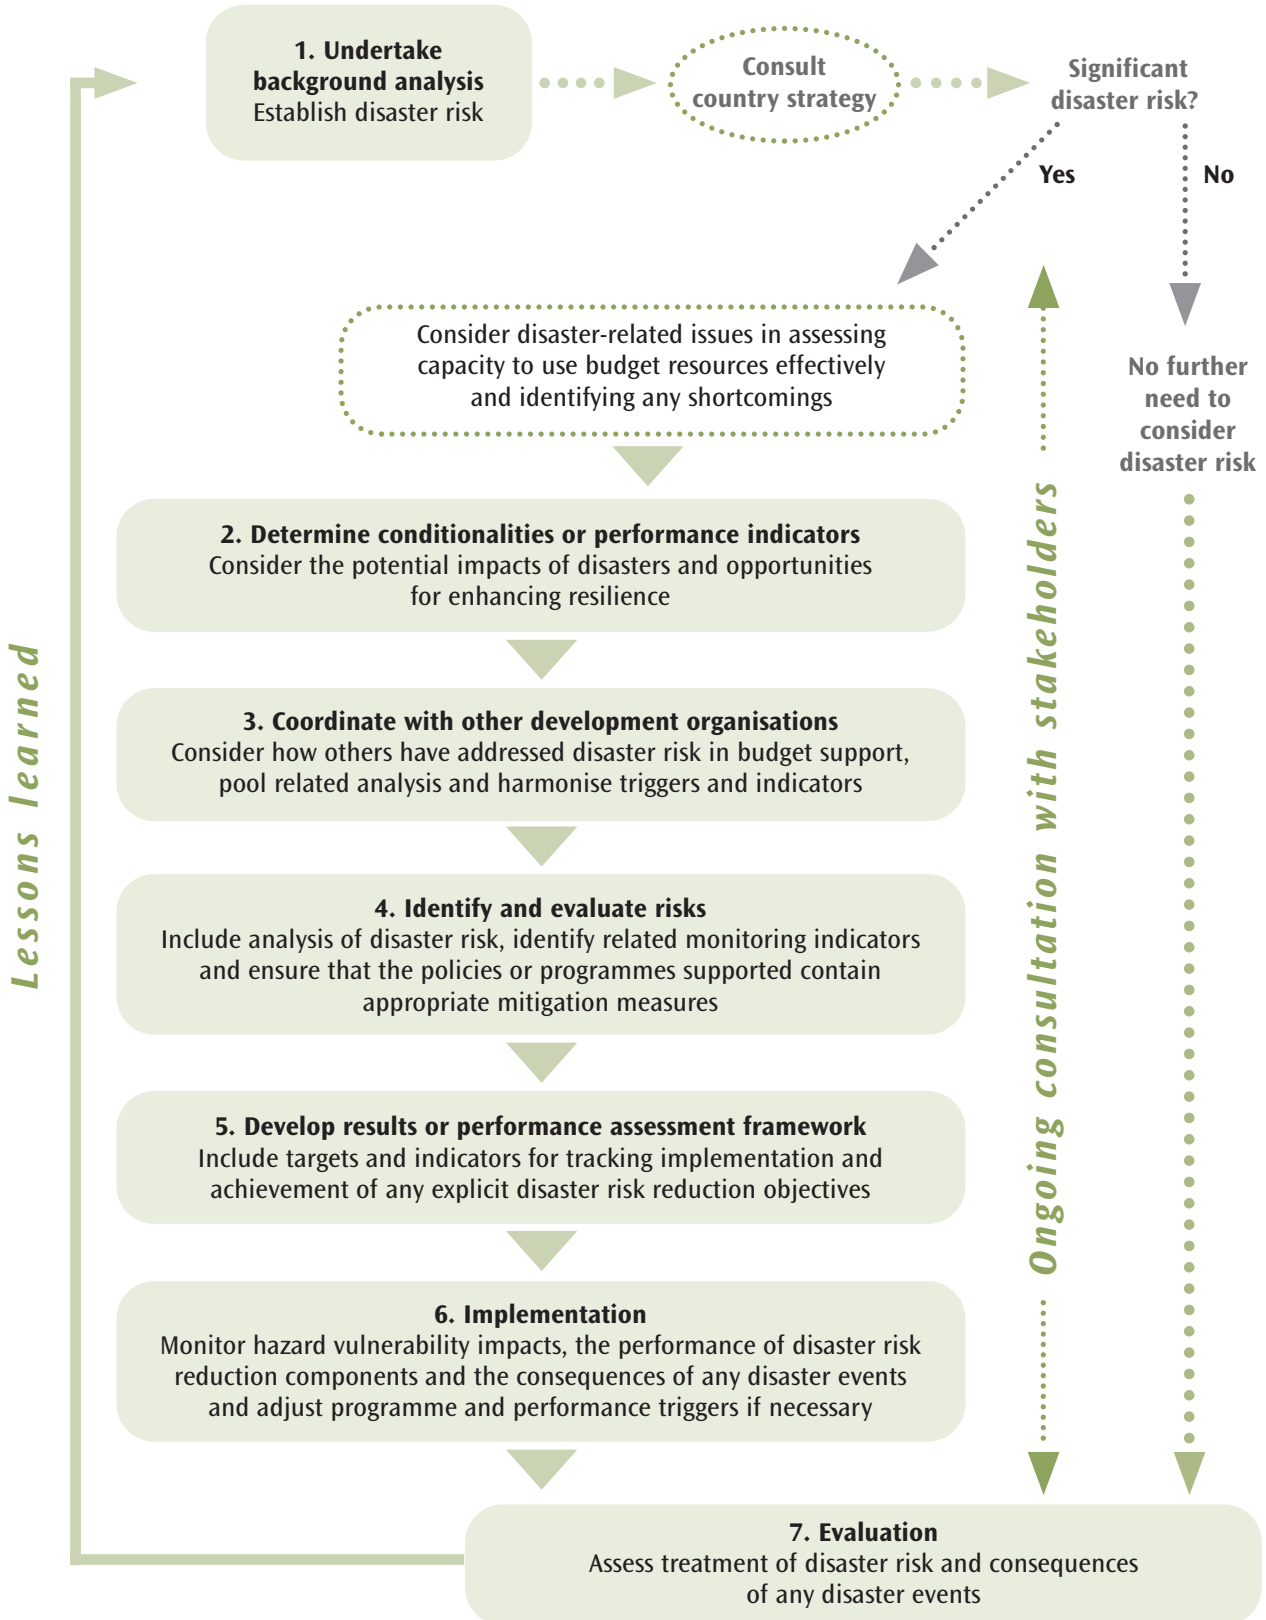 1. Undertake
background analysis
Establish disaster risk
Consult
country strategy
Significant
disaster risk?
Yes
No
Consider disaster-related issues in assessing
capacity to use budget resources effectively
and identifying any shortcomings
No further
need to
consider
disaster risk
2. Determine conditionalities or performance indicators
Consider the potential impacts of disasters and opportunities
for enhancing resilience
3. Coordinate with other development organisations
Consider how others have addressed disaster risk in budget support,
pool related analysis and harmonise triggers and indicators
4. Identify and evaluate risks
Include analysis of disaster risk, identify related monitoring indicators
and ensure that the policies or programmes supported contain
appropriate mitigation measures
5. Develop results or performance assessment framework
Include targets and indicators for tracking implementation and
achievement of any explicit disaster risk reduction objectives
6. Implementation
Monitor hazard vulnerability impacts, the performance of disaster risk
reduction components and the consequences of any disaster events
and adjust programme and performance triggers if necessary
7. Evaluation
Assess treatment of disaster risk and consequences
of any disaster events
Lessons learned
Ongoing consultation with stakeholders